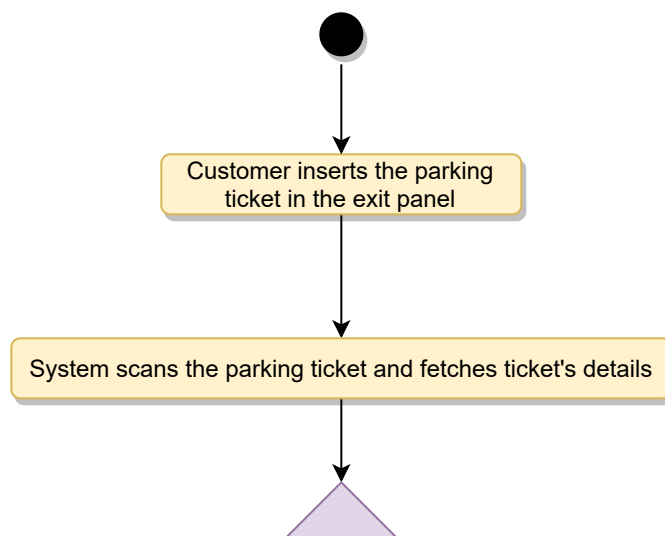 Customer inserts the parking
ticket in the exit panel
System scans the parking ticket and fetches ticket's details